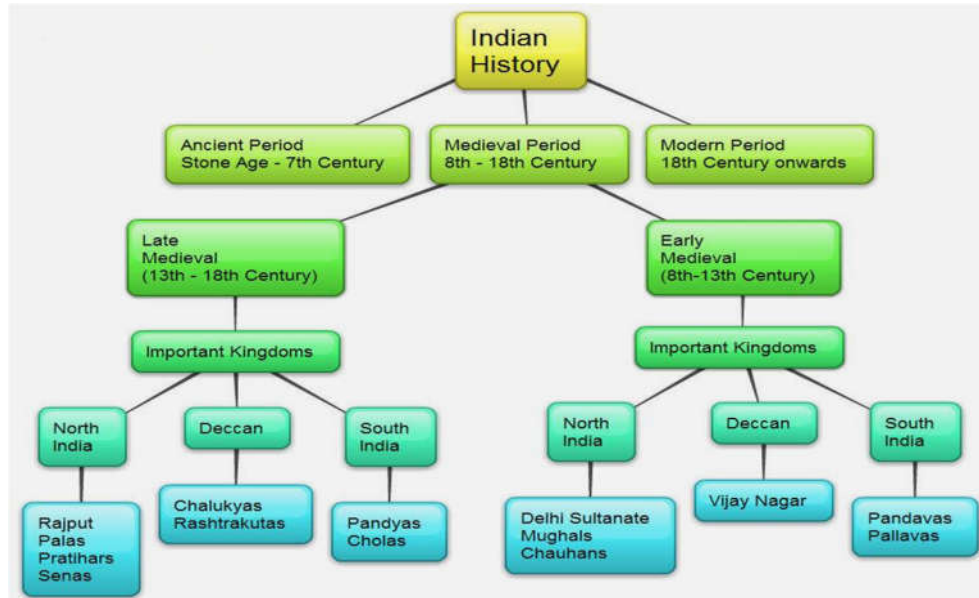 Indian
History
Ancient Period
Stone Age - 7th Century
Medieval Period
8th - 18th Century
Modern Period
18th Century onwards
Late
Medieval
(13th - 18th Century)
Early
Medieval
(8th-13th Century)
Important Kingdoms
Important Kingdoms
North
India
Deccan
South
India
North
India
Deccan
South
India
Rajput
Palas
Pratihars
Senas
Chalukyas
Rashtrakutas
Pandyas
Cholas
Delhi Sultanate
Mughals
Chauhans
Vijay Nagar
Pandavas
Pallavas